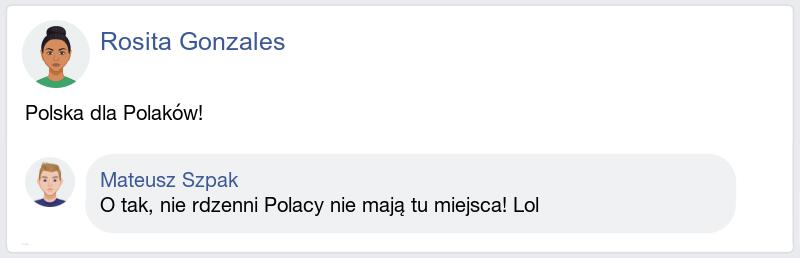 Rosita Gonzales
Polska dla Polaków!
Mateusz Szpak
O tak, nie rdzenni Polacy nie mają tu miejsca! Lol